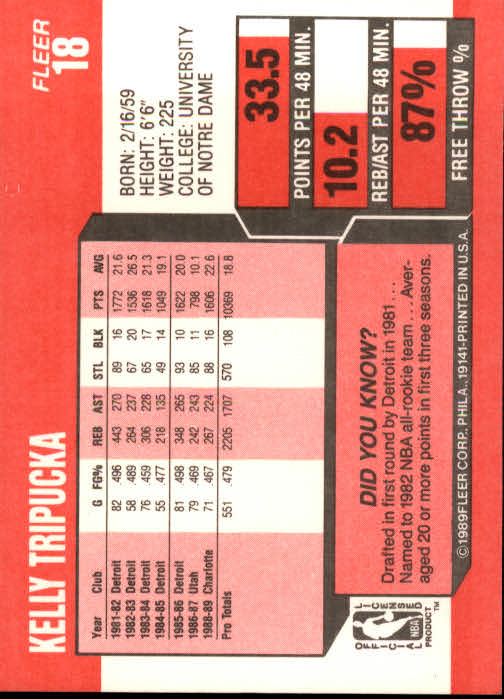 KELLY TRIPUCKA
FLEER
18
BORN: 2/16/59
HEIGHT: 6'6"
WEIGHT: 225
COLLEGE: UNIVERSITY
OF NOTRE DAME
Year Club G FG% REB AST STL BLK PTS AVG
1981-82 Detroit 82 .496 443 270 89 16 1772 21.6
1982-83 Detroit 58 .489 264 237 67 20 1536 26.5
1983-84 Detroit 76 .459 306 228 65 17 1618 21.3
1984-85 Detroit 55 .477 218 135 49 14 1049 19.1
1985-86 Detroit 81 .498 348 265 93 10 1622 20.0
1986-87 Utah 79 .469 242 243 85 11 798 10.1
1988-89 Charlotte 71 .467 267 224 88 16 1606 22.6
Pro Totals 551 .479 2205 1707 570 108 10369 18.8
33.5
POINTS PER 48 MIN.
10.2
REB/AST PER 48 MIN.
87%
FREE THROW %
DID YOU KNOW?
Drafted in first round by Detroit in 1981 . . .
Named to 1982 NBA all-rookie team . . . Aver-
aged 20 or more points in first three seasons.
OFFICIAL
LICENSED
NBA
PRODUCT™
©1989 FLEER CORP., PHILA., 19141-PRINTED IN U.S.A.